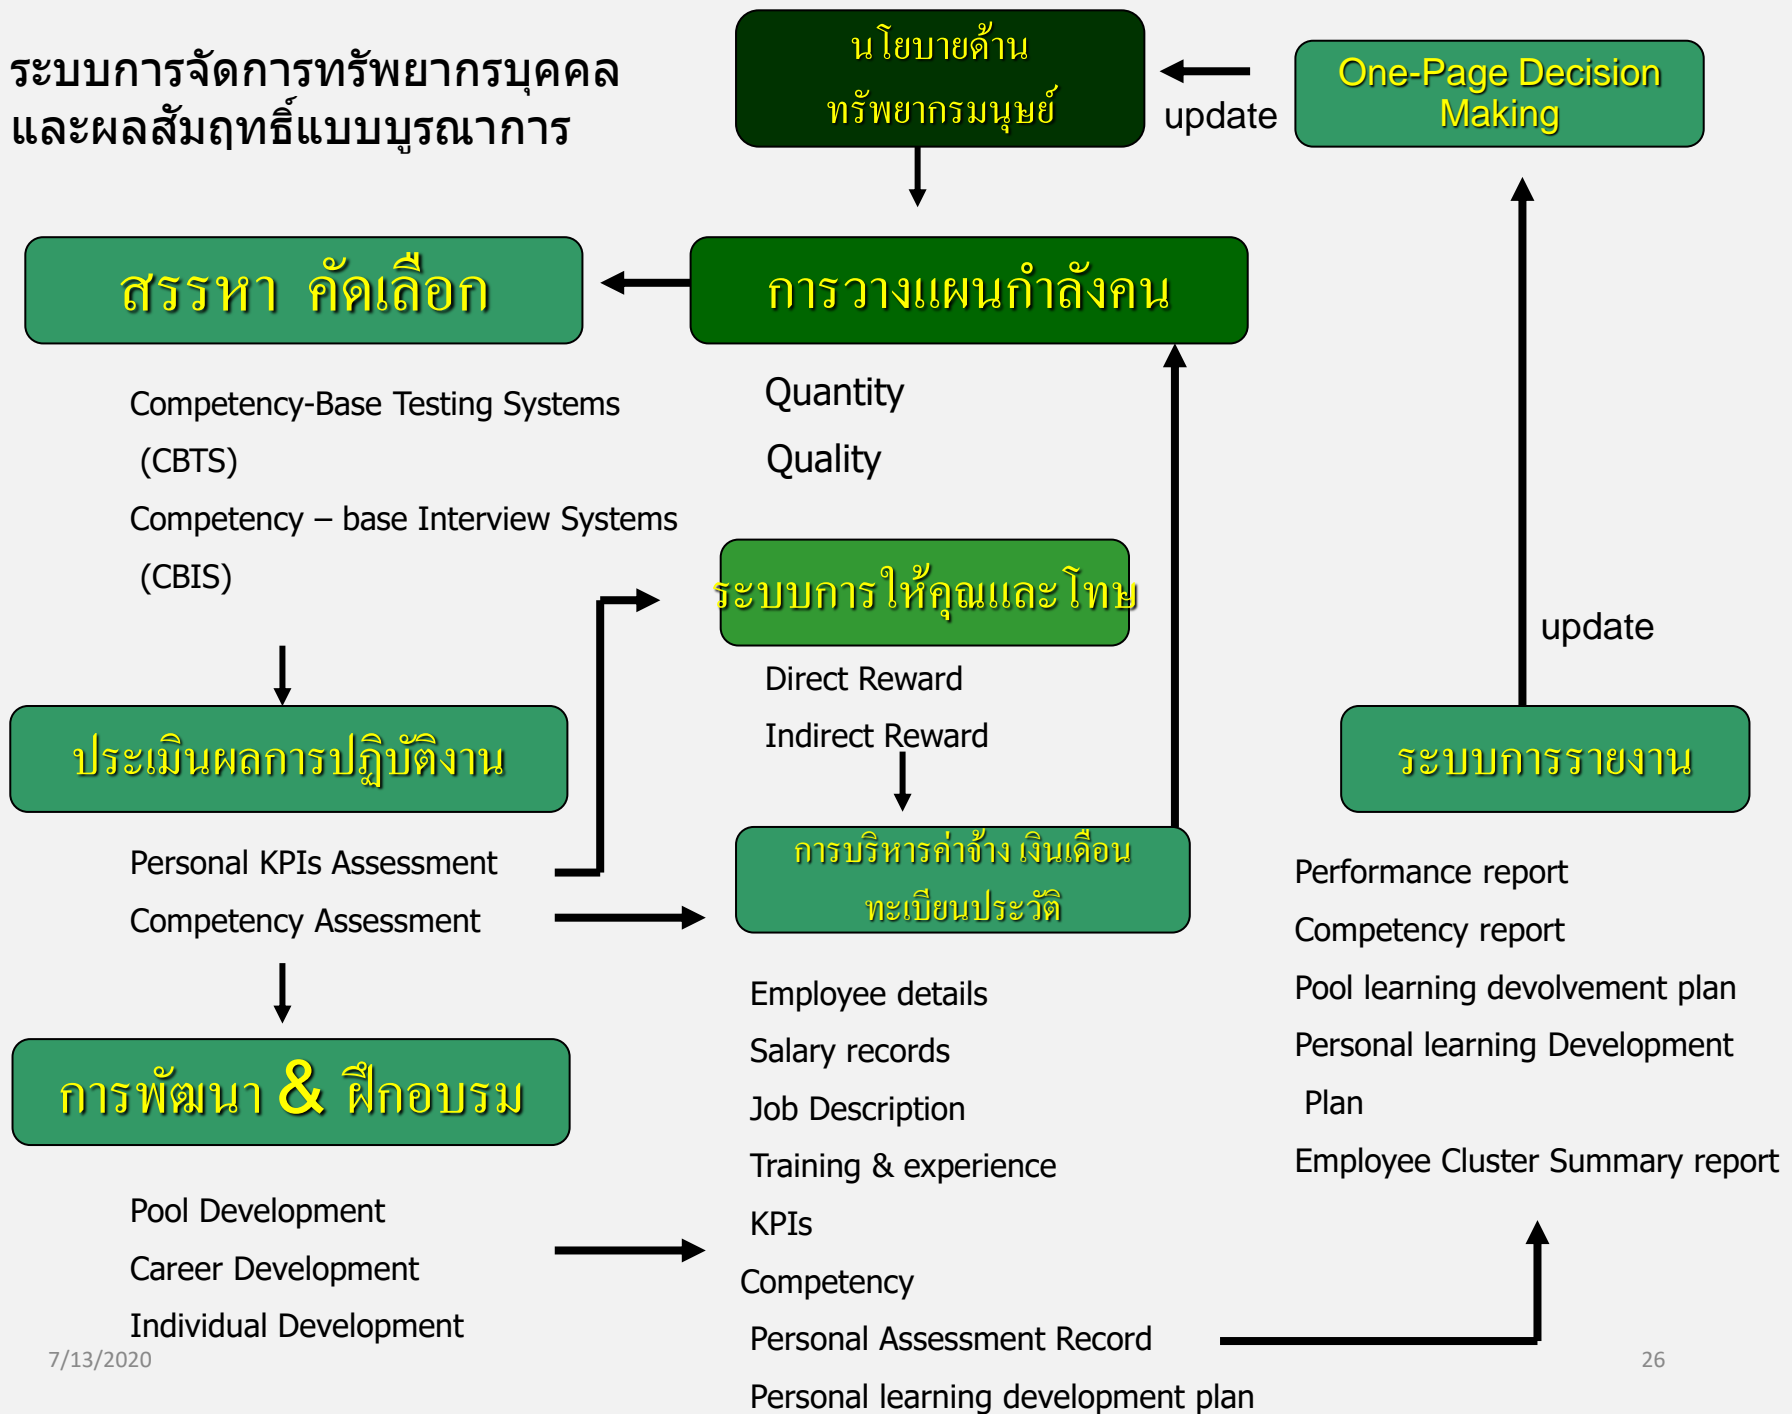 ระบบการจัดการทรัพยากรบุคคล
และผลสัมฤทธิ์แบบบูรณาการ
นโยบายด้าน
ทรัพยากรมนุษย์
update
One-Page Decision
Making
สรรหา คัดเลือก
การวางแผนกำลังคน
Competency-Base Testing Systems
(CBTS)
Competency – base Interview Systems
(CBIS)
Quantity
Quality
ระบบการให้คุณและโทษ
Direct Reward
Indirect Reward
update
ประเมินผลการปฏิบัติงาน
ระบบการรายงาน
Personal KPIs Assessment
Competency Assessment
การบริหารค่าจ้าง เงินเดือน
ทะเบียนประวัติ
Performance report
Competency report
Pool learning devolvement plan
Personal learning Development
Plan
Employee Cluster Summary report
การพัฒนา & ฝึกอบรม
Pool Development
Career Development
Individual Development
Employee details
Salary records
Job Description
Training & experience
KPIs
Competency
Personal Assessment Record
Personal learning development plan
7/13/2020
26